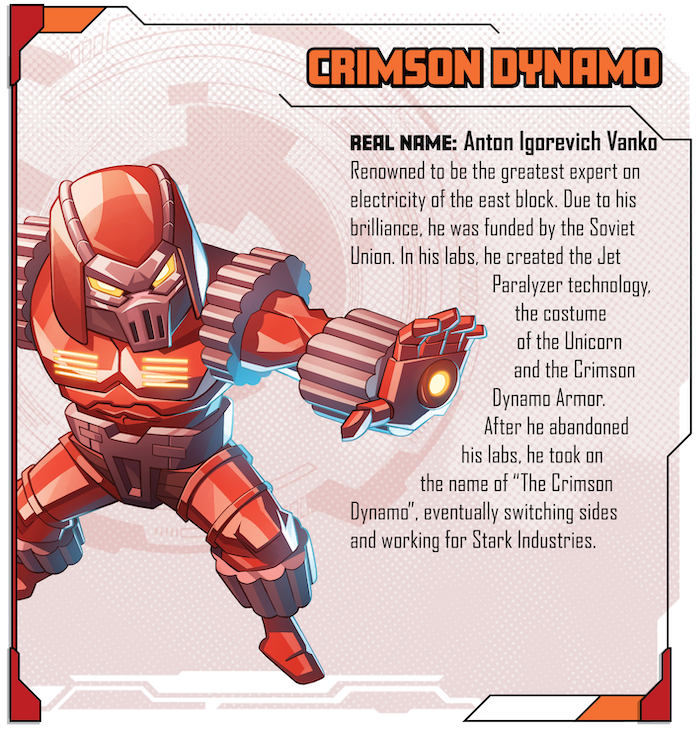 CRIMSON DYNAMO
REAL NAME: Anton Igorevich Vanko
Renowned to be the greatest expert on
electricity of the east block. Due to his
brilliance, he was funded by the Soviet
Union. In his labs, he created the Jet
Paralyzer technology,
the costume
of the Unicorn
and the Crimson
Dynamo Armor.
After he abandoned
his labs, he took on
the name of “The Crimson
Dynamo”, eventually switching sides
and working for Stark Industries.